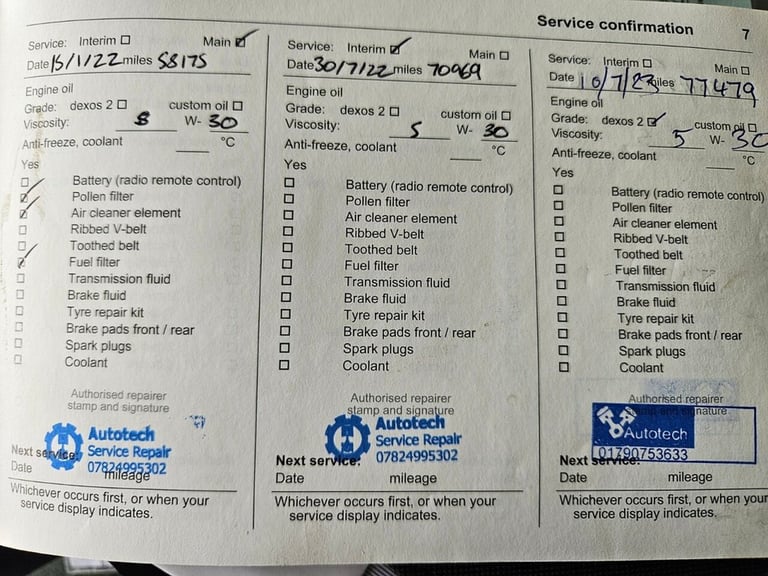 Service confirmation 7
Service: Interim Main
Date 15/1/22 miles 58175
Engine oil
Grade: dexos 2 custom oil
Viscosity: 8 W- 30
Anti-freeze, coolant °C
Yes
Battery (radio remote control)
Pollen filter
Air cleaner element
Ribbed V-belt
Toothed belt
Fuel filter
Transmission fluid
Brake fluid
Tyre repair kit
Brake pads front / rear
Spark plugs
Coolant
Authorised repairer
stamp and signature
Autotech
Service Repair
07824995302
Next service:
Date mileage
Whichever occurs first, or when your
service display indicates.
Service: Interim Main
Date 30/7/22 miles 70969
Engine oil
Grade: dexos 2 custom oil
Viscosity: 5 W- 30
Anti-freeze, coolant °C
Yes
Battery (radio remote control)
Pollen filter
Air cleaner element
Ribbed V-belt
Toothed belt
Fuel filter
Transmission fluid
Brake fluid
Tyre repair kit
Brake pads front / rear
Spark plugs
Coolant
Authorised repairer
stamp and signature
Autotech
Service Repair
07824995302
Next service:
Date mileage
Whichever occurs first, or when your
service display indicates.
Service: Interim Main
Date 10/7/23 miles 77479
Engine oil
Grade: dexos 2 custom oil
Viscosity: 5 W- 30
Anti-freeze, coolant °C
Yes
Battery (radio remote control)
Pollen filter
Air cleaner element
Ribbed V-belt
Toothed belt
Fuel filter
Transmission fluid
Brake fluid
Tyre repair kit
Brake pads front / rear
Spark plugs
Coolant
Authorised repairer
stamp and signature
Autotech
01790753633
Next service:
Date mileage
Whichever occurs first, or when your
service display indicates.